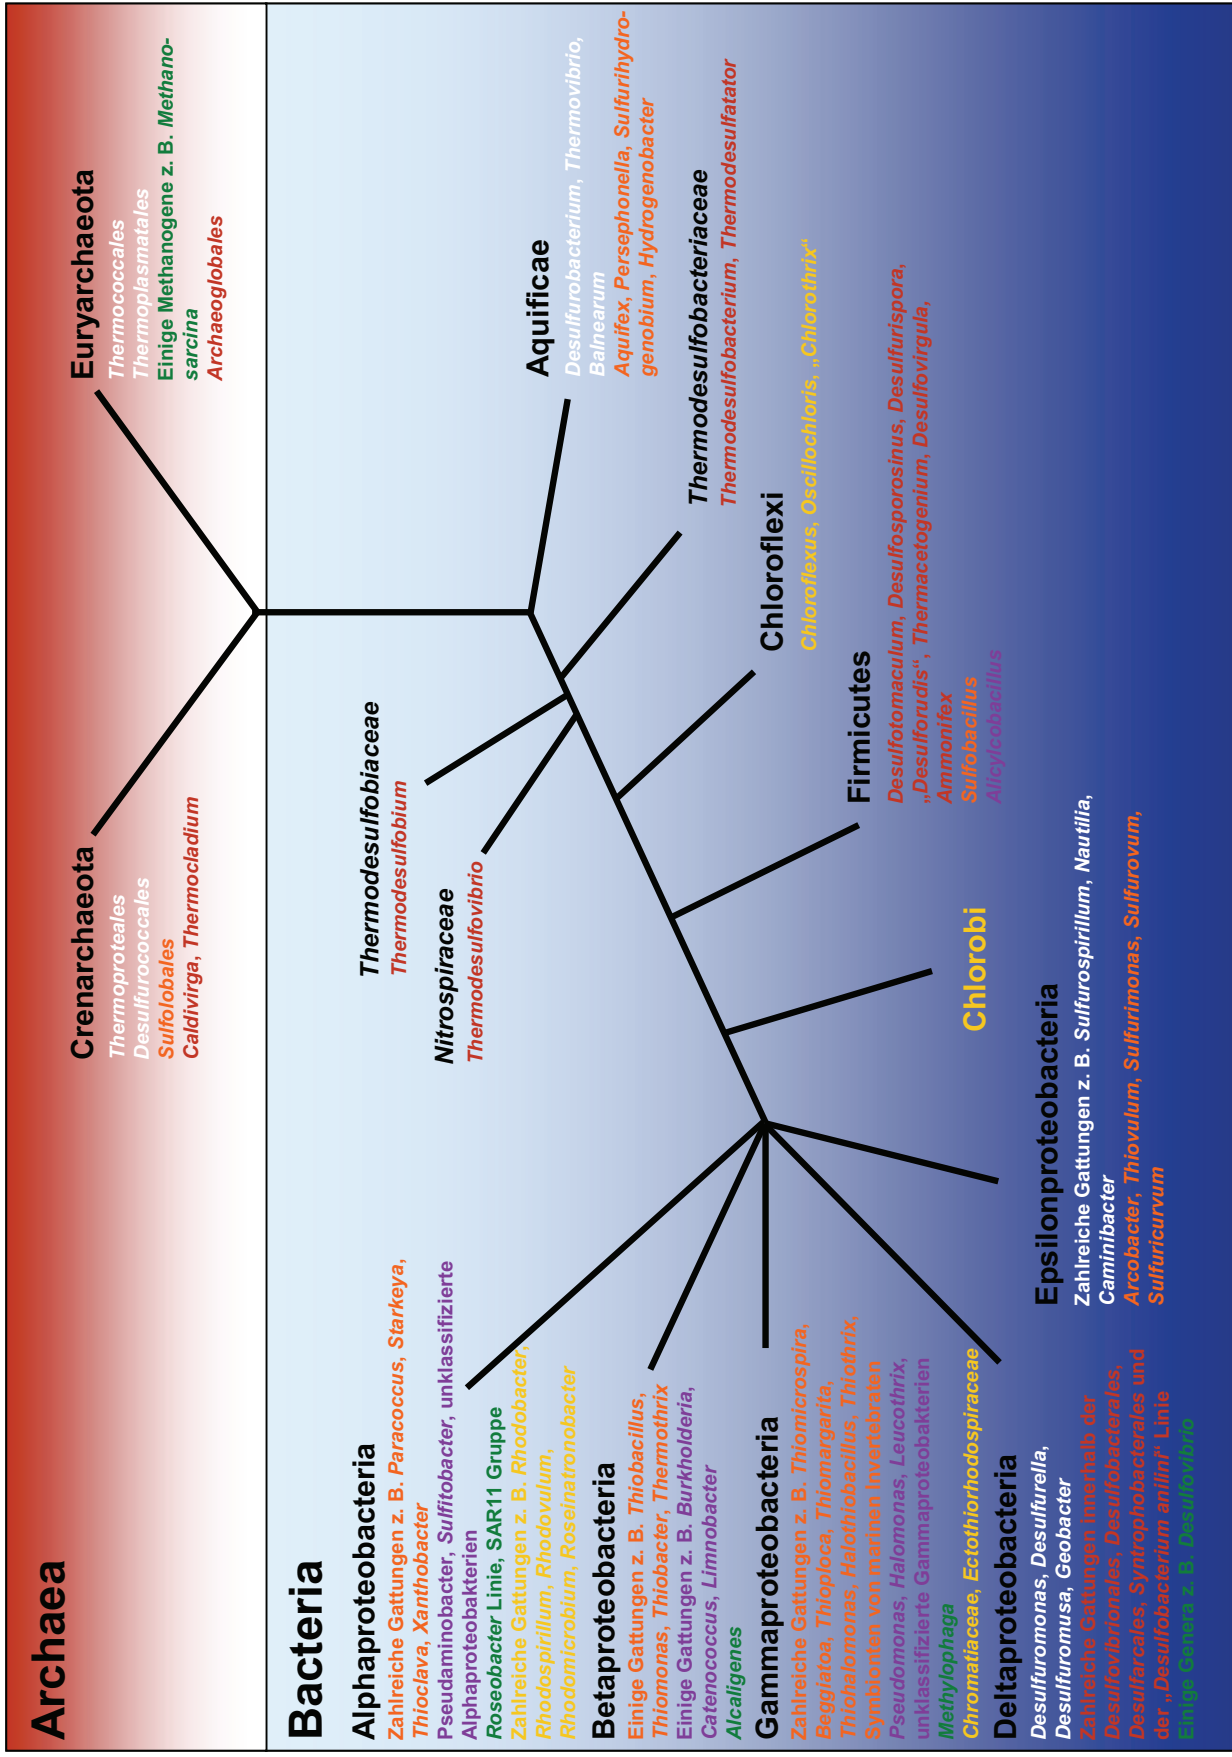 Archaea
Crenarchaeota
Thermoproteales
Desulfurococcales
Sulfolobales
Caldivirga, Thermocladium
Euryarchaeota
Thermococcales
Thermoplasmatales
Einige Methanogene z. B. Methano-
sarcina
Archaeoglobales
Bacteria
Alphaproteobacteria
Zahlreiche Gattungen z. B. Paracoccus, Starkeya,
Thioclava, Xanthobacter
Pseudaminobacter, Sulfitobacter, unklassifizierte
Alphaproteobakterien
Roseobacter Linie, SAR11 Gruppe
Zahlreiche Gattungen z. B. Rhodobacter,
Rhodospirillum, Rhodovulum,
Rhodomicrobium, Roseinatronobacter
Betaproteobacteria
Einige Gattungen z. B. Thiobacillus,
Thiomonas, Thiobacter, Thermothrix
Einige Gattungen z. B. Burkholderia,
Catenococcus, Limnobacter
Alcaligenes
Gammaproteobacteria
Zahlreiche Gattungen z. B. Thiomicrospira,
Beggiatoa, Thioploca, Thiomargarita,
Thiohalomonas, Halothiobacillus, Thiothrix,
Symbionten von marinen Invertebraten
Pseudomonas, Halomonas, Leucothrix,
unklassifizierte Gammaproteobakterien
Methylophaga
Chromatiaceae, Ectothiorhodospiraceae
Deltaproteobacteria
Desulfuromonas, Desulfurella,
Desulfuromusa, Geobacter
Zahlreiche Gattungen innerhalb der
Desulfovibrionales, Desulfobacterales,
Desulfarcales, Syntrophobacterales und
der „Desulfobacterium anilini“ Linie
Einige Genera z. B. Desulfovibrio
Epsilonproteobacteria
Zahlreiche Gattungen z. B. Sulfurospirillum, Nautilia,
Caminibacter
Arcobacter, Thiovulum, Sulfurimonas, Sulfurovum,
Sulfuricurvum
Nitrospiraceae
Thermodesulfovibrio
Thermodesulfobiaceae
Thermodesulfobium
Chlorobi
Firmicutes
Desulfotomaculum, Desulfosporosinus, Desulfurispora,
„Desulforudis“, Thermacetogenium, Desulfovirgula,
Ammonifex
Sulfobacillus
Alicylcobacillus
Chloroflexi
Chloroflexus, Oscillochloris, „Chlorothrix“
Thermodesulfobacteriaceae
Thermodesulfobacterium, Thermodesulfatator
Aquificae
Desulfurobacterium, Thermovibrio,
Balnearum
Aquifex, Persephonella, Sulfurihydro-
genobium, Hydrogenobacter